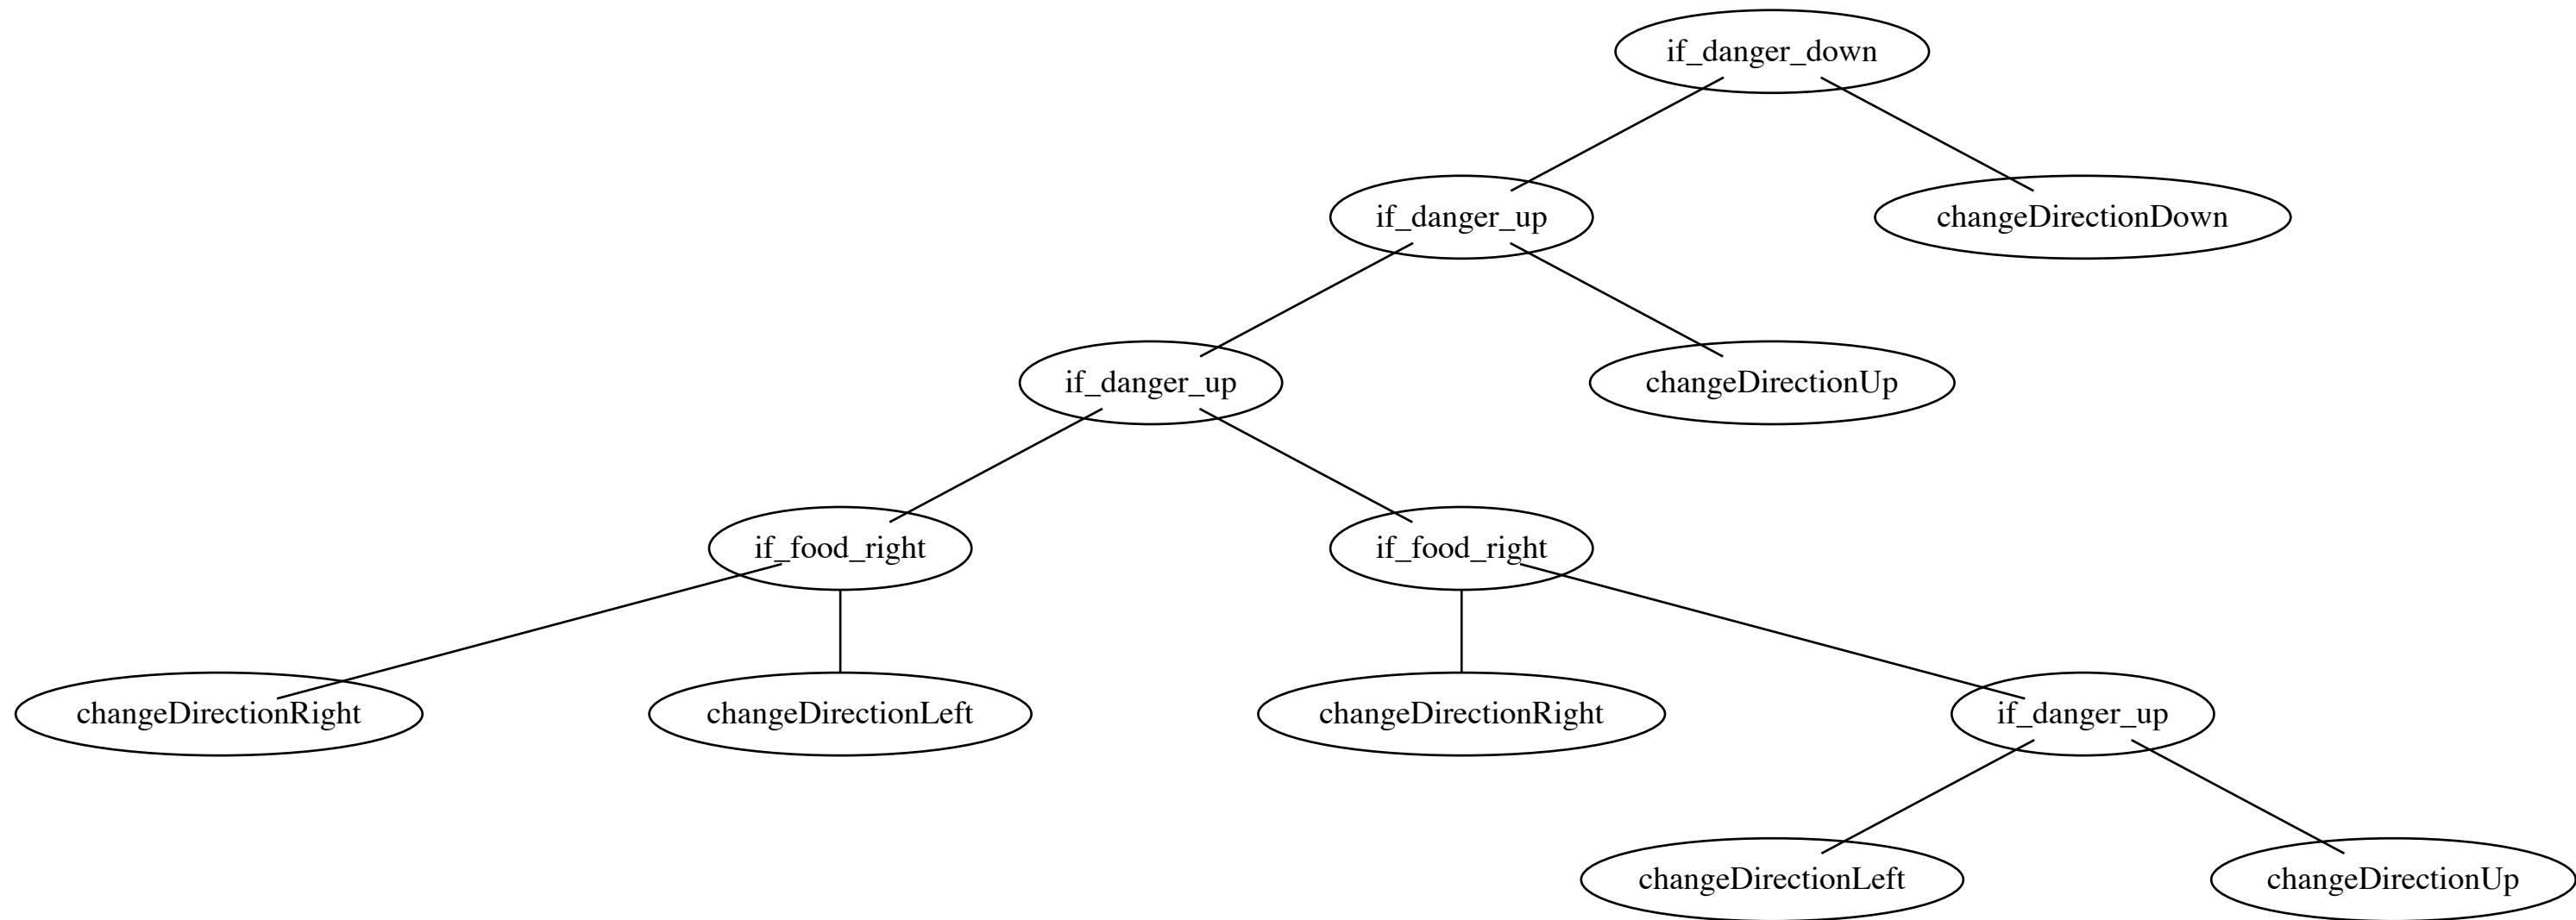 if_danger_down
if_danger_up
changeDirectionDown
if_danger_up
changeDirectionUp
if_food_right
if_food_right
changeDirectionRight
changeDirectionLeft
changeDirectionRight
if_danger_up
changeDirectionLeft
changeDirectionUp